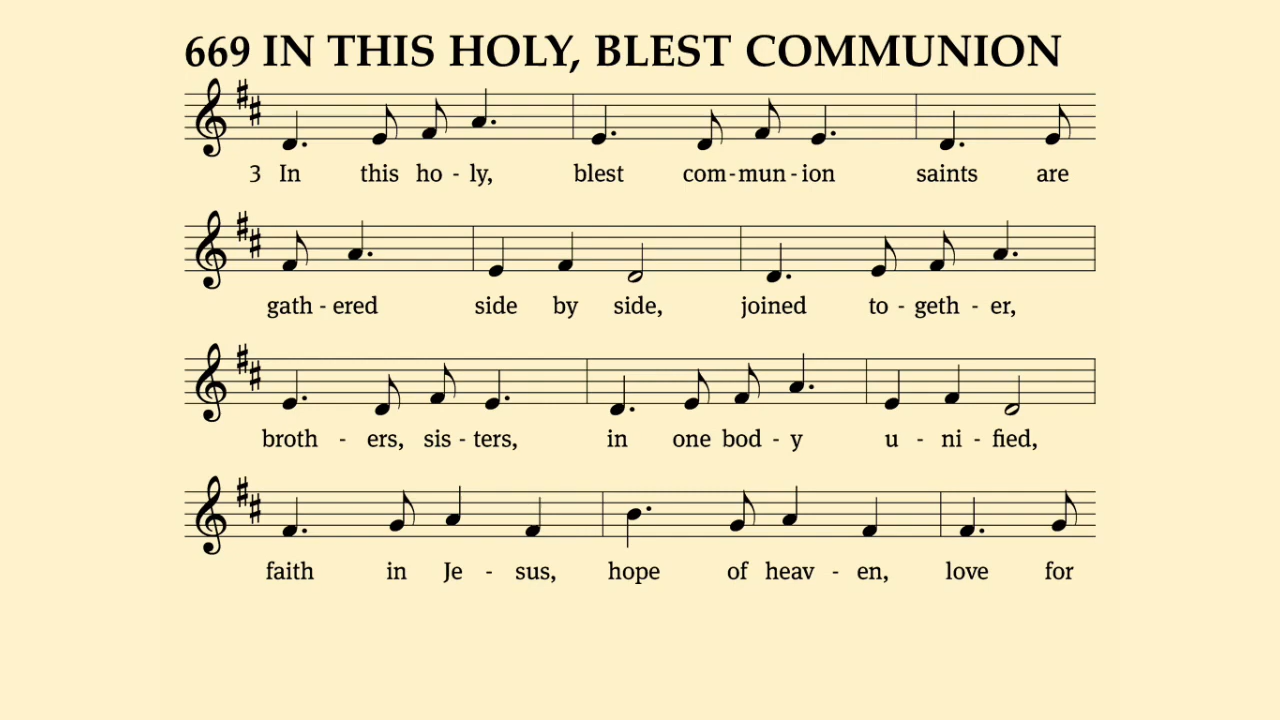 669 IN THIS HOLY, BLEST COMMUNION
3 In this ho - ly, blest com - mun - ion saints are
gath - ered side by side, joined to - geth - er,
broth - ers, sis - ters, in one bod - y u - ni - fied,
faith in Je - sus, hope of heav - en, love for